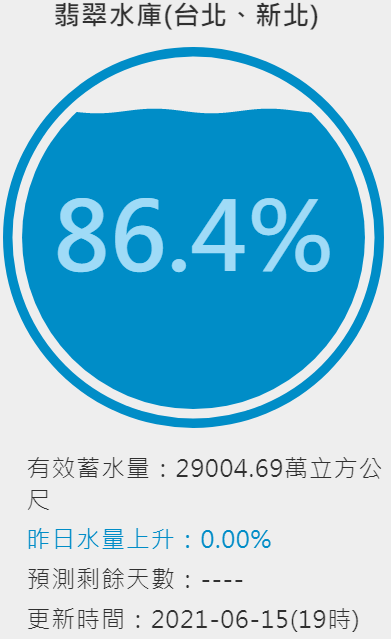 翡翠水庫(台北、新北)
86.4%
有效蓄水量：29004.69萬立方公
尺
昨日水量上升：0.00%
預測剩餘天數：----
更新時間：2021-06-15(19時)